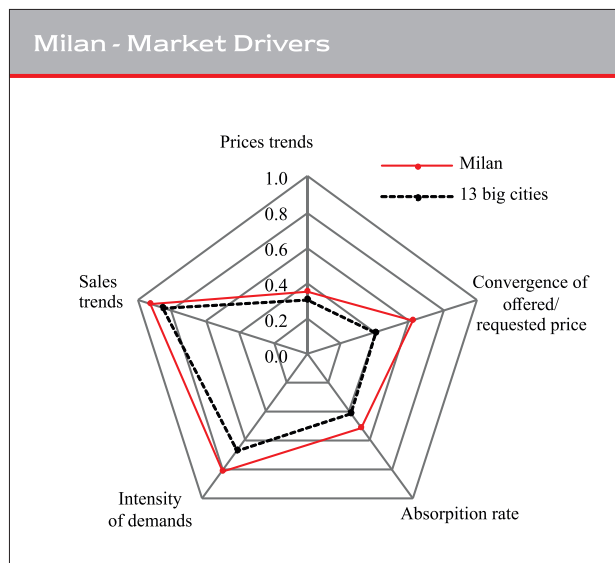 Milan - Market Drivers
Prices trends
Milan
13 big cities
1.0
0.8
0.6
0.4
0.2
0.0
Sales
trends
Convergence of
offered/
requested price
Intensity
of demands
Absorpition rate